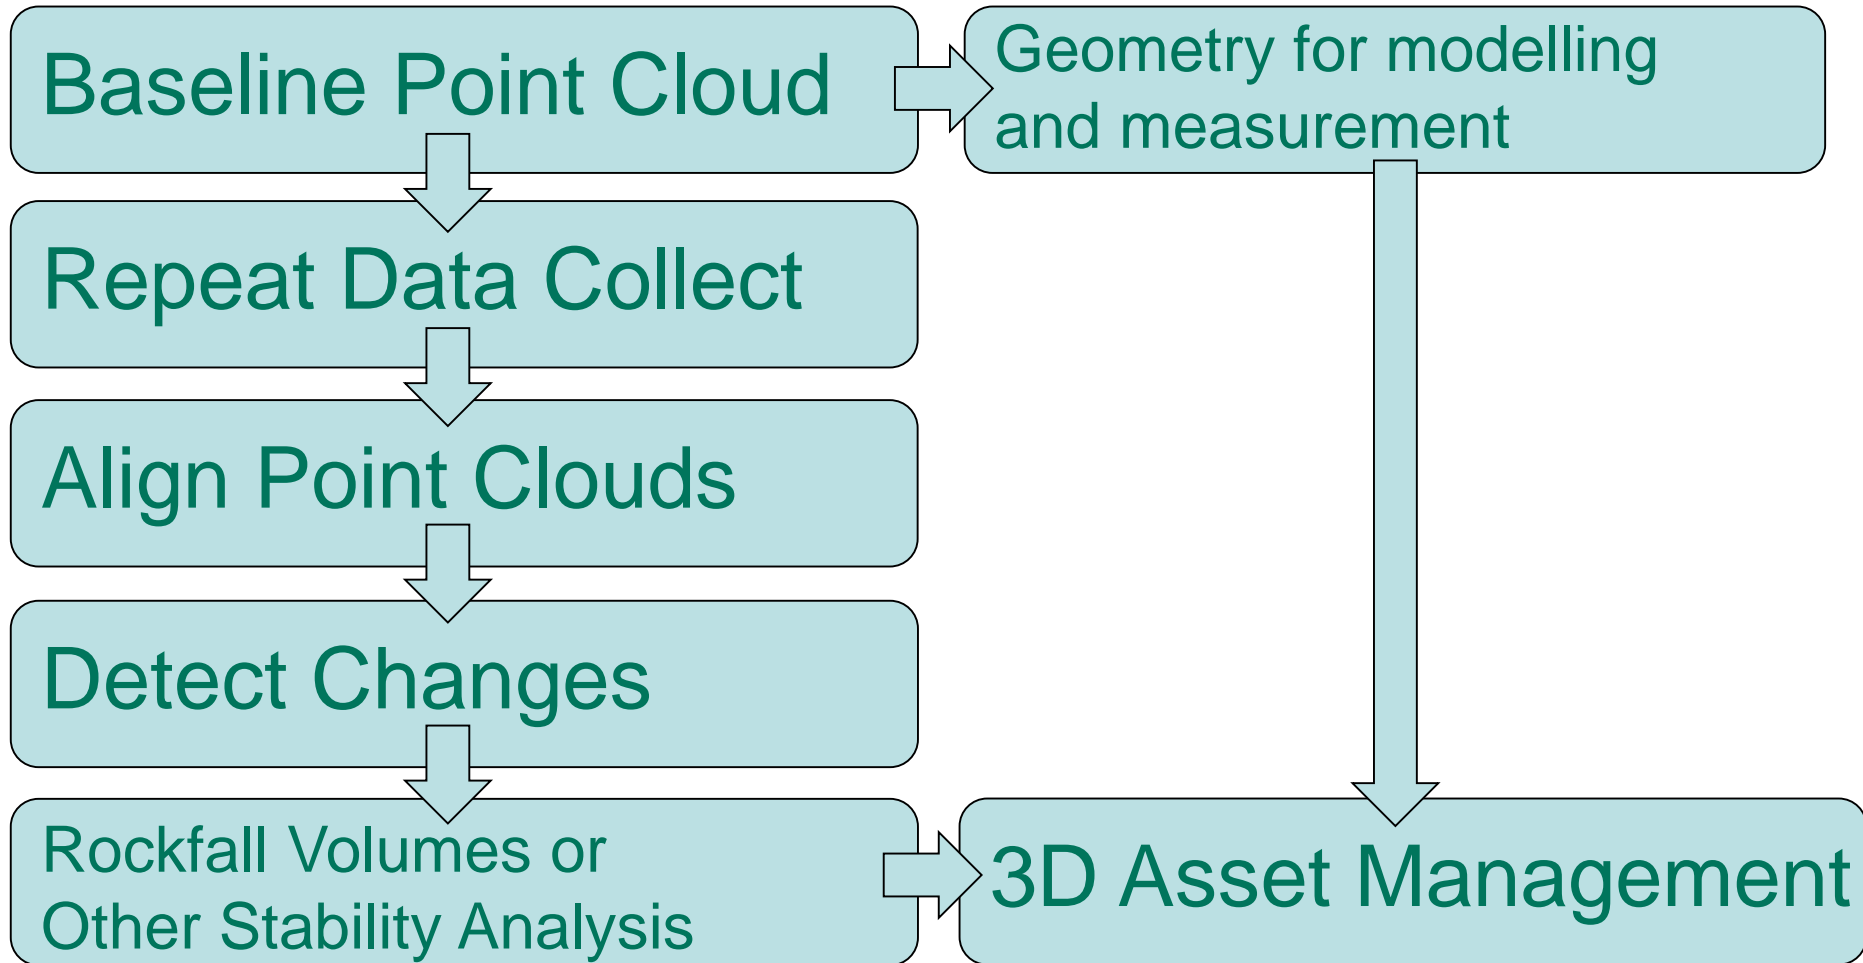 Baseline Point Cloud
Geometry for modelling
and measurement
Repeat Data Collect
Align Point Clouds
Detect Changes
Rockfall Volumes or
Other Stability Analysis
3D Asset Management